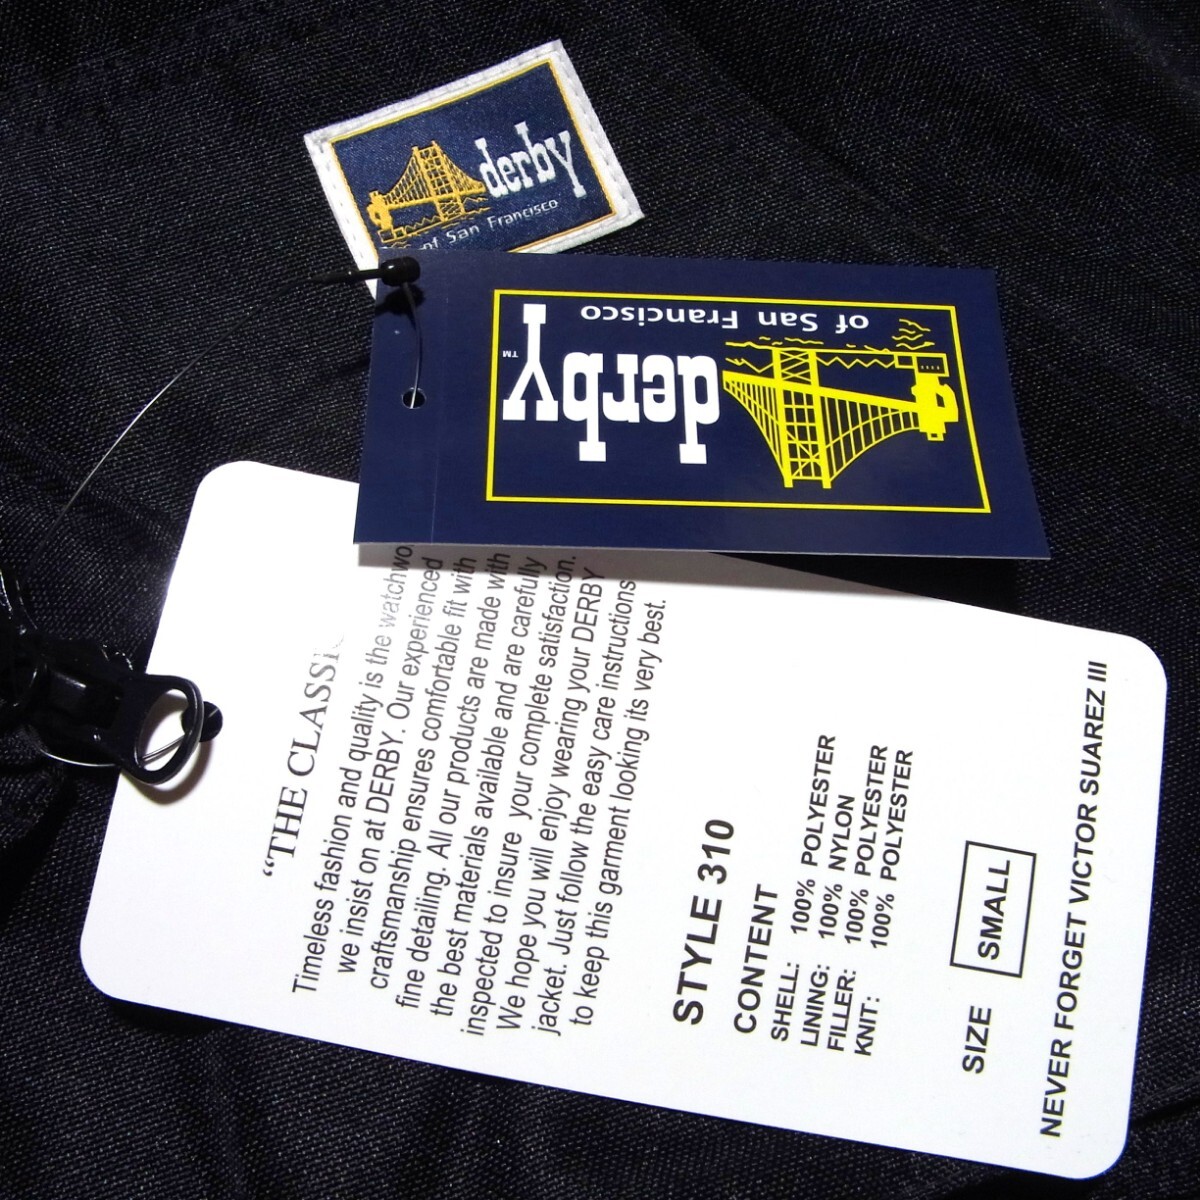 derby
of San Francisco
derby™
of San Francisco
“THE
Timeless fashion and quality is the
we insist on at DERBY. Our experienced
craftsmanship ensures comfortable fit with
fine detailing. All our products are made with
the best materials available and are carefully
inspected to insure your complete satisfaction.
We hope you will enjoy wearing your DERBY
jacket. Just follow the easy care instructions
to keep this garment looking its very best.
STYLE 310
CONTENT
SHELL: 100% POLYESTER
LINING: 100% NYLON
FILLER: 100% POLYESTER
KNIT: 100% POLYESTER
SIZE SMALL
NEVER FORGET VICTOR SUAREZ III